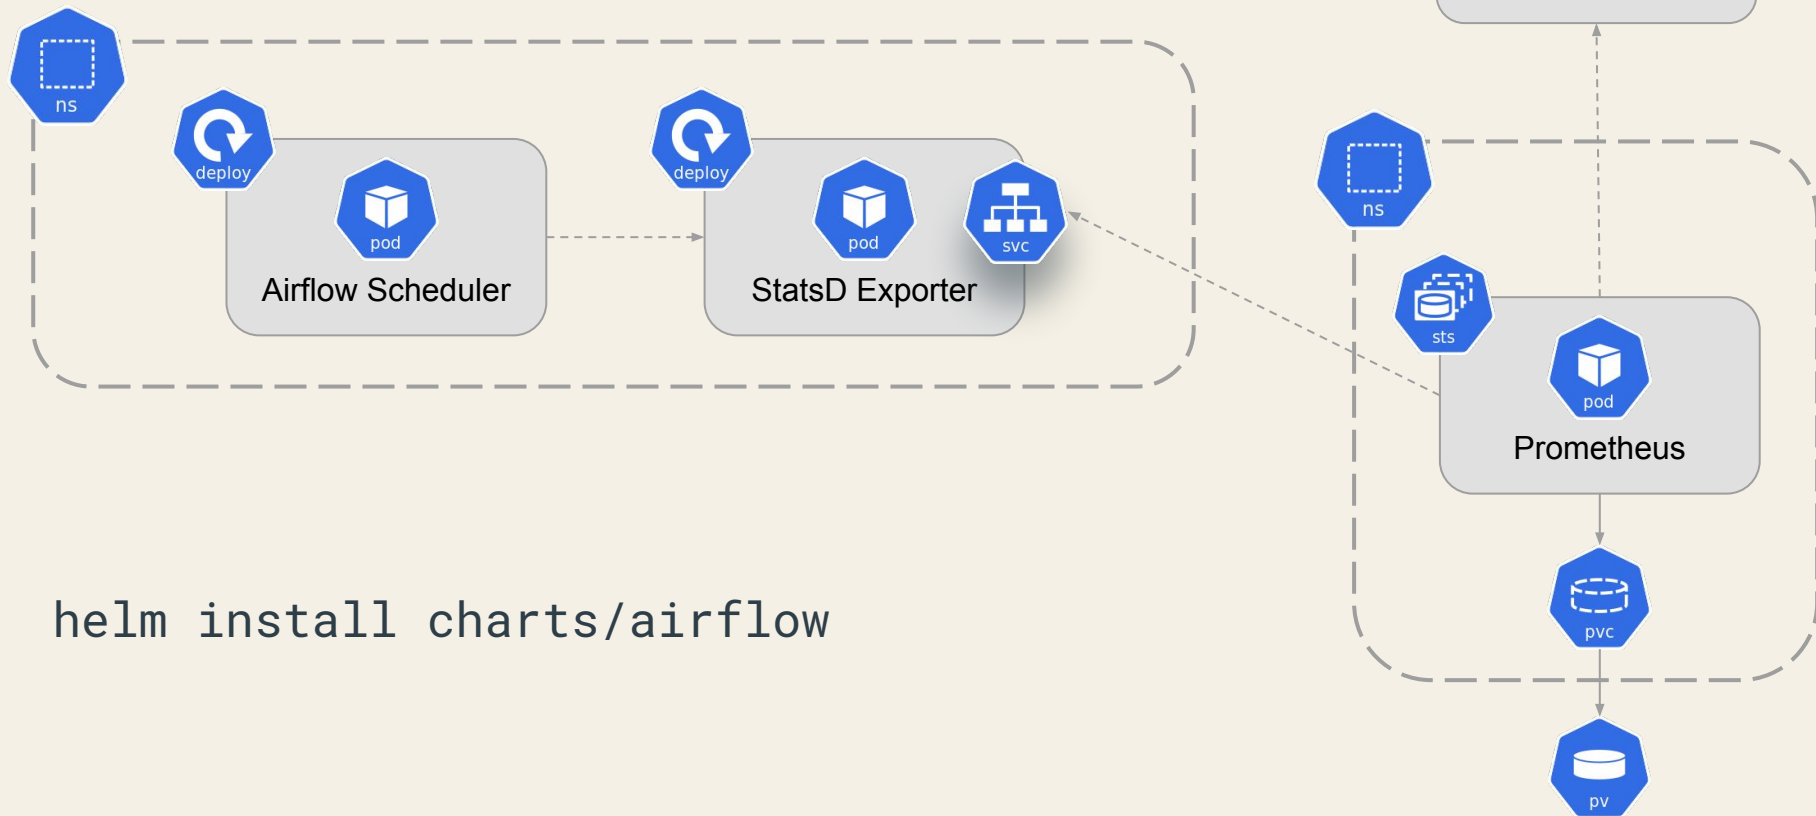 ns
deploy
pod
Airflow Scheduler
deploy
pod
svc
StatsD Exporter
ns
sts
pod
Prometheus
pvc
pv
helm install charts/airflow